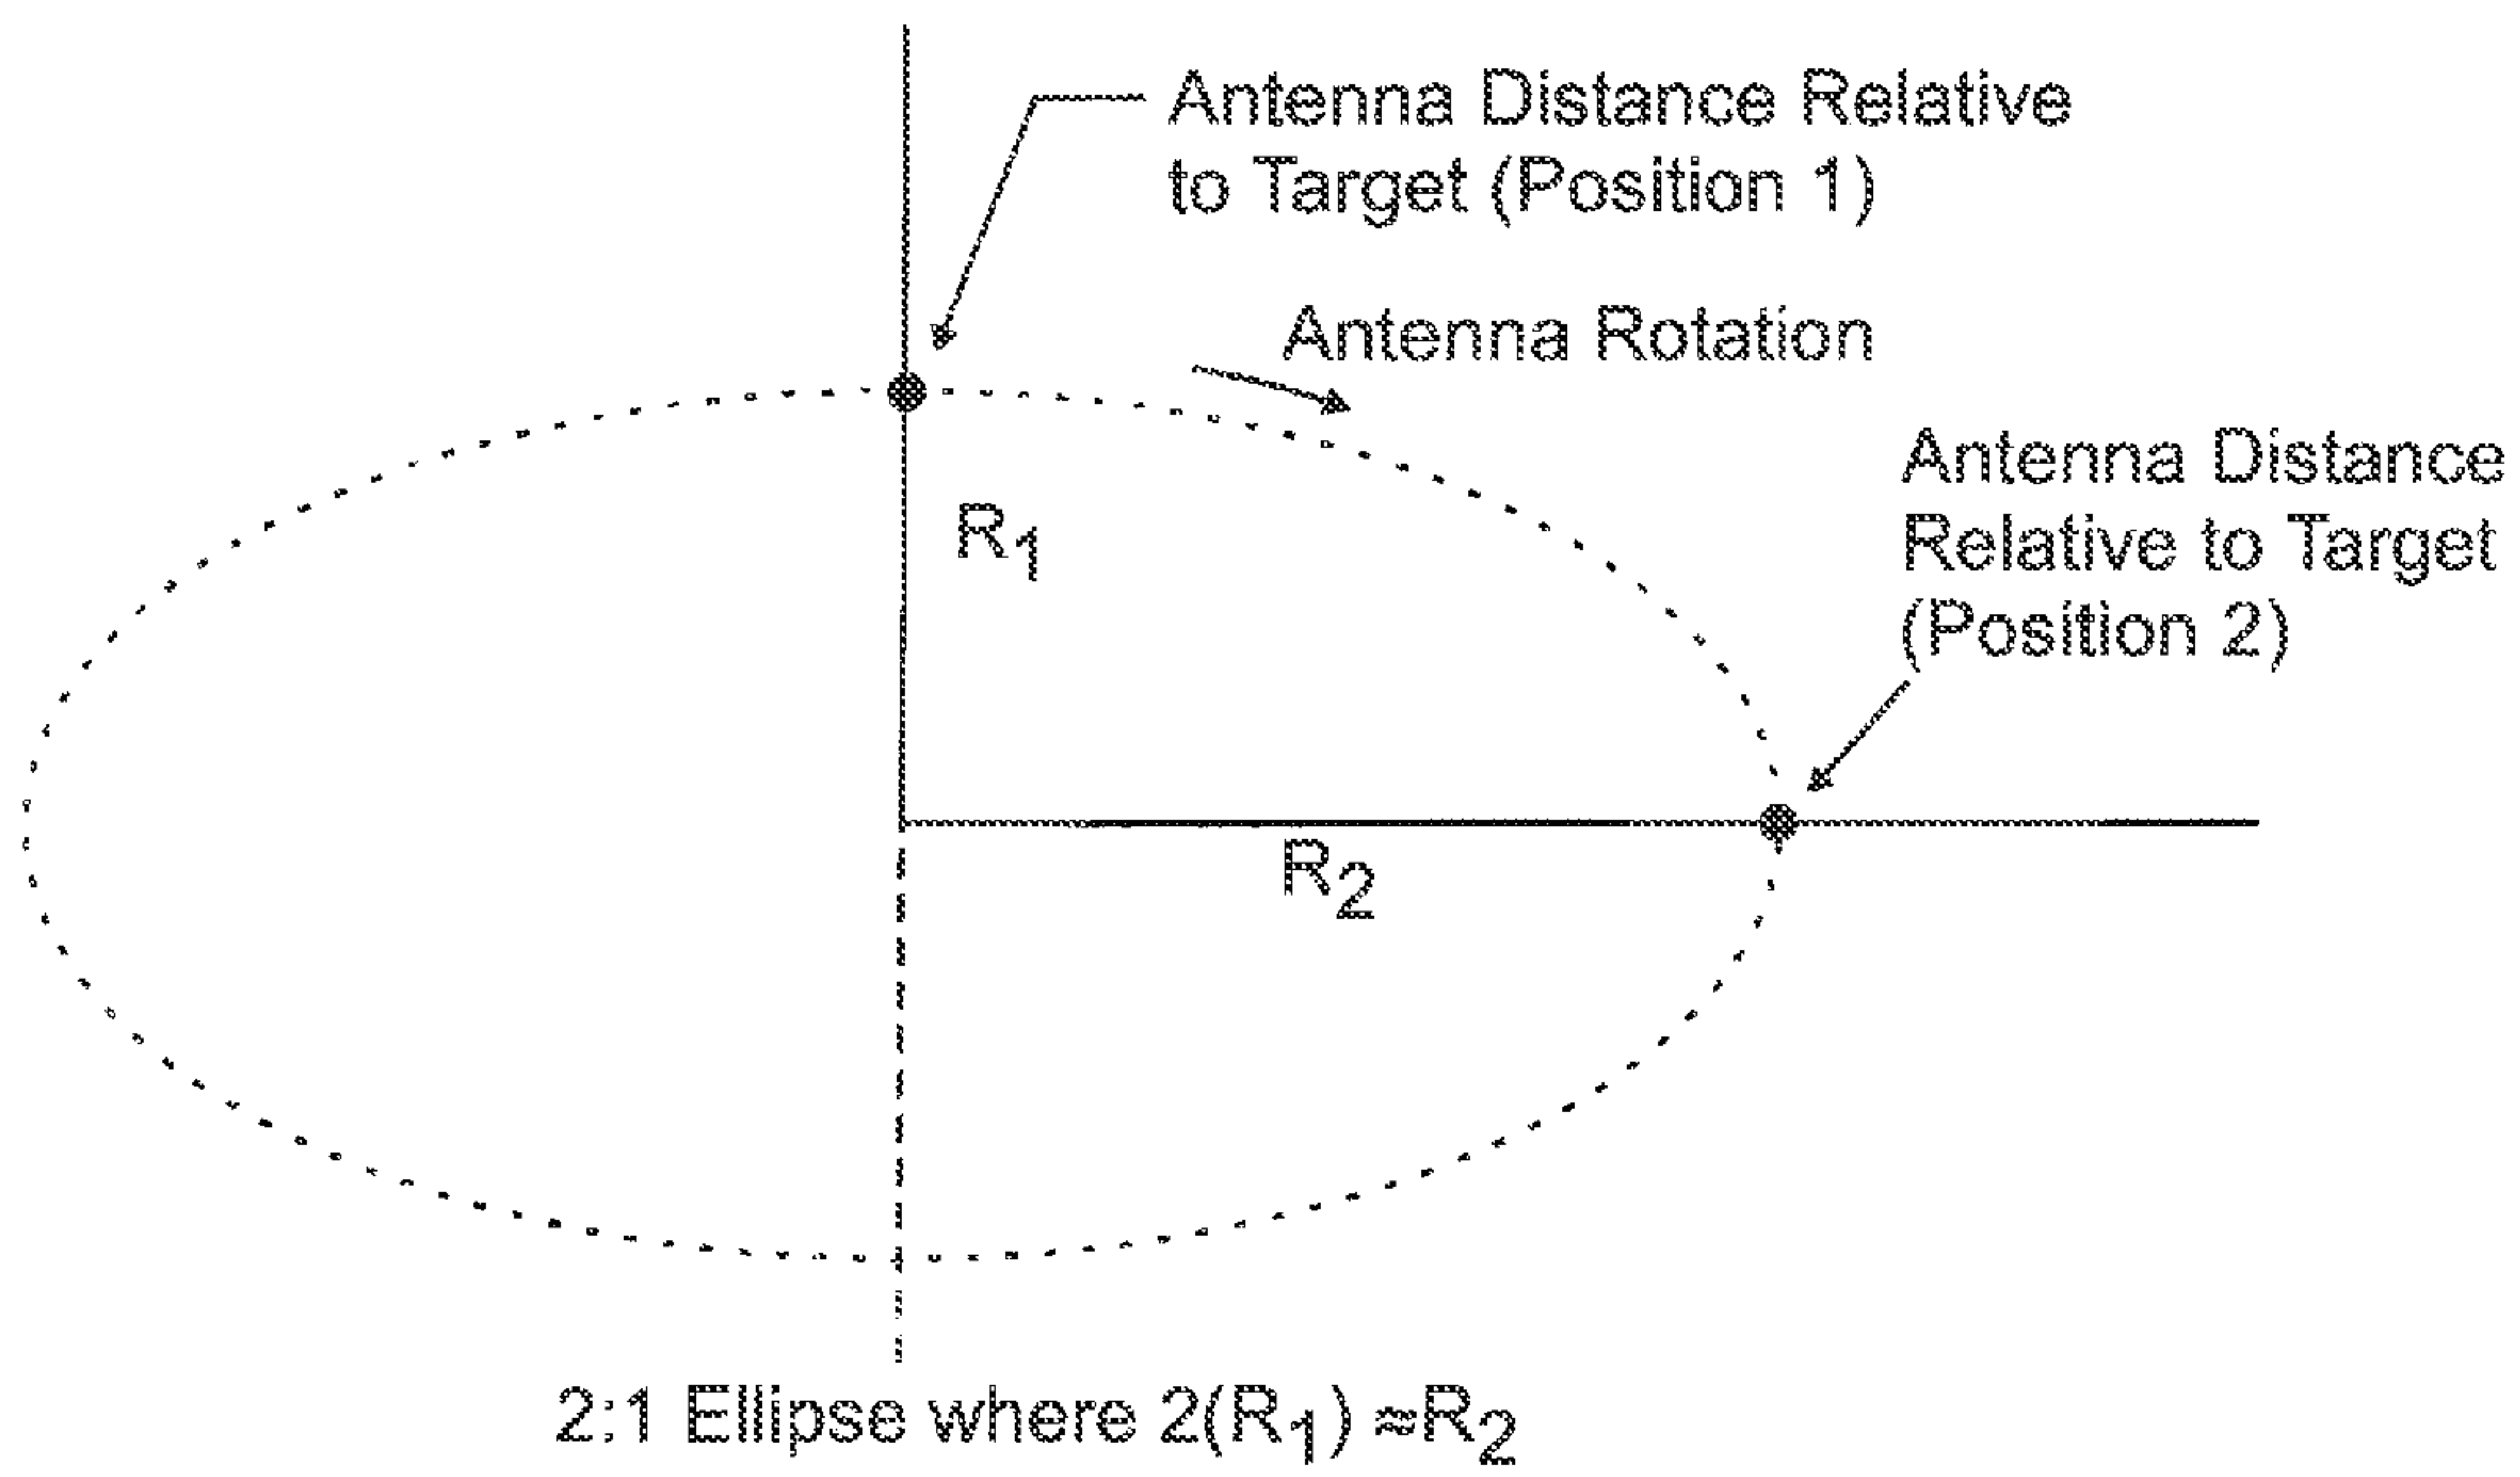 Antenna Distance Relative
to Target (Position 1)
Antenna Rotation
Antenna Distance
Relative to Target
(Position 2)
R1
R2
2:1 Ellipse where 2(R1) ≈R2